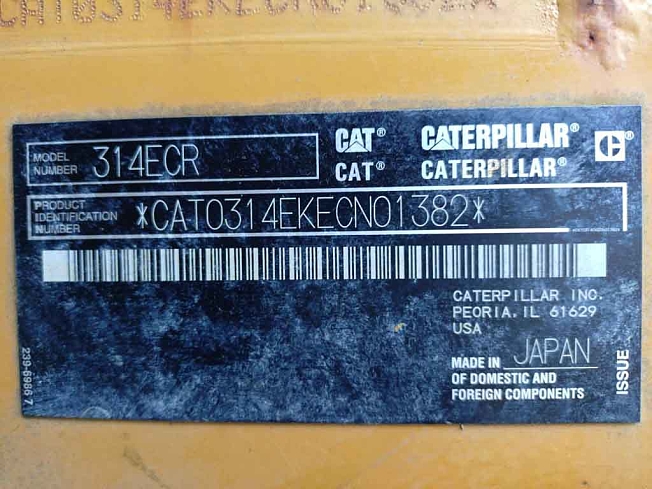 MODEL NUMBER 314ECR
CAT® CATERPILLAR® C®
CAT® CATERPILLAR®
PRODUCT IDENTIFICATION NUMBER *CAT0314EKECN01382*
CATERPILLAR INC.
PEORIA, IL 61629
USA
MADE IN JAPAN
OF DOMESTIC AND
FOREIGN COMPONENTS
ISSUE
239-6986 7